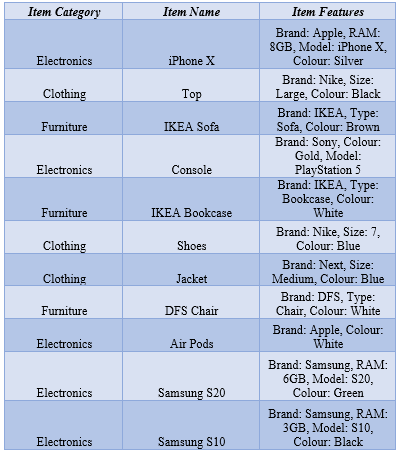 Item Category Item Name Item Features
Electronics iPhone X Brand: Apple, RAM:
8GB, Model: iPhone X,
Colour: Silver
Clothing Top Brand: Nike, Size:
Large, Colour: Black
Furniture IKEA Sofa Brand: IKEA, Type:
Sofa, Colour: Brown
Electronics Console Brand: Sony, Colour:
Gold, Model:
PlayStation 5
Furniture IKEA Bookcase Brand: IKEA, Type:
Bookcase, Colour:
White
Clothing Shoes Brand: Nike, Size: 7,
Colour: Blue
Clothing Jacket Brand: Next, Size:
Medium, Colour: Blue
Furniture DFS Chair Brand: DFS, Type:
Chair, Colour: White
Electronics Air Pods Brand: Apple, Colour:
White
Electronics Samsung S20 Brand: Samsung, RAM:
6GB, Model: S20,
Colour: Green
Electronics Samsung S10 Brand: Samsung, RAM:
3GB, Model: S10,
Colour: Black